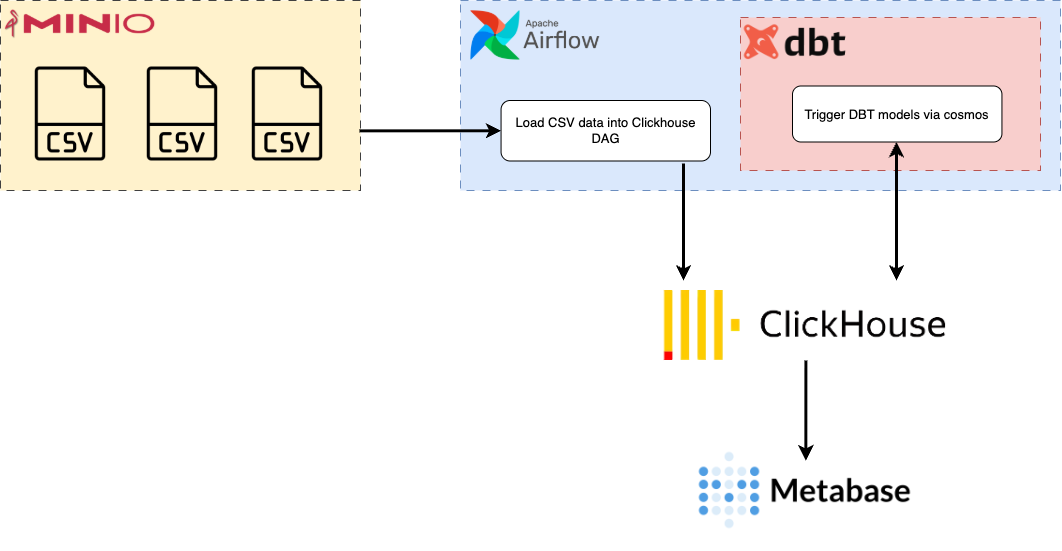 MINIO
CSV
CSV
CSV
Apache
Airflow
dbt
Load CSV data into Clickhouse
DAG
Trigger DBT models via cosmos
ClickHouse
Metabase